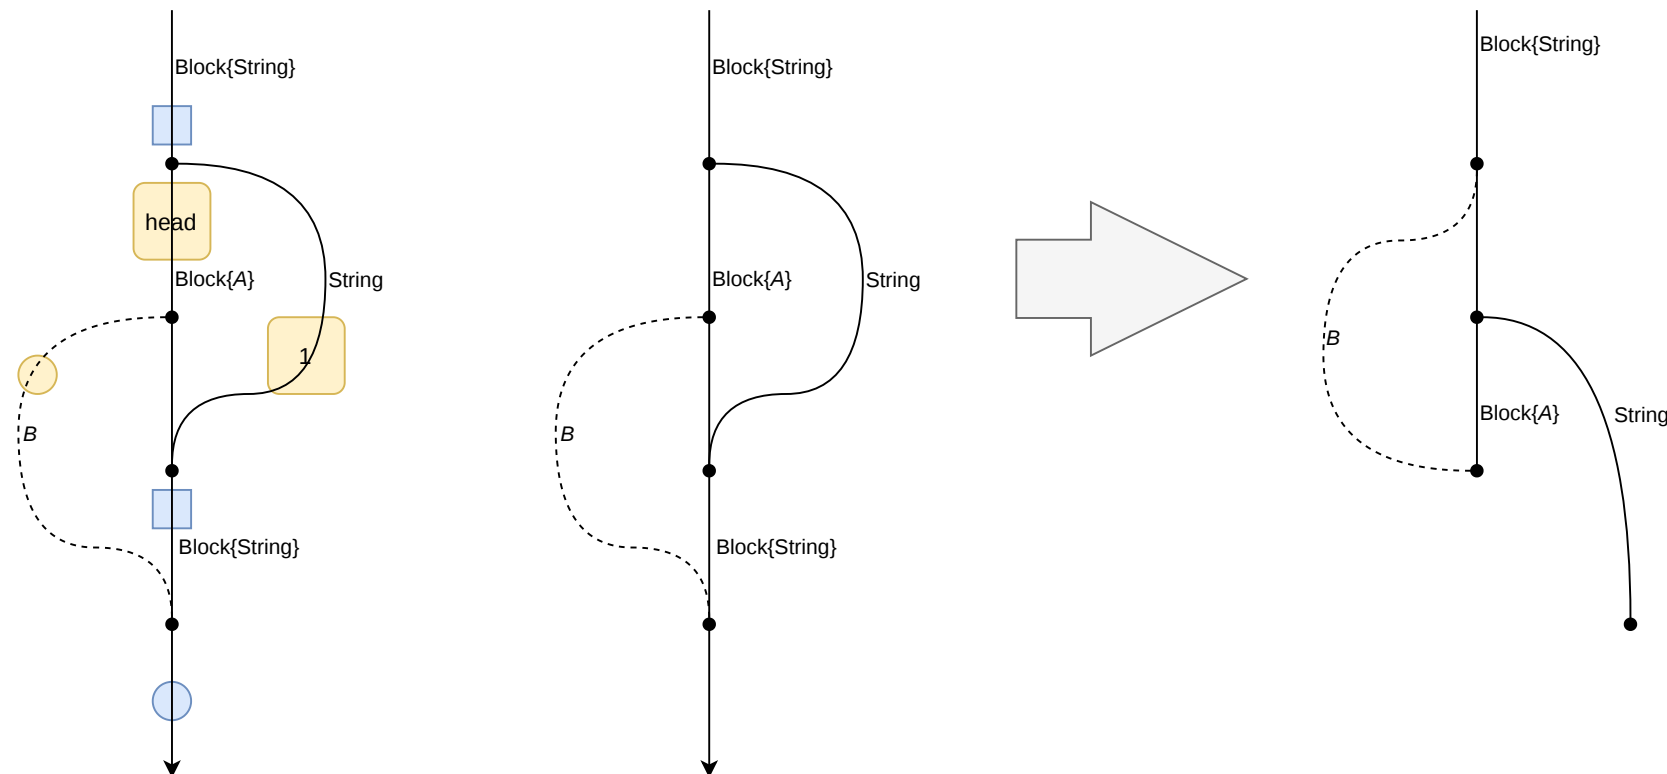 Block{String}
head
Block{A}
String
1
B
Block{String}
Block{String}
Block{A}
String
B
Block{String}
Block{String}
B
Block{A}
String